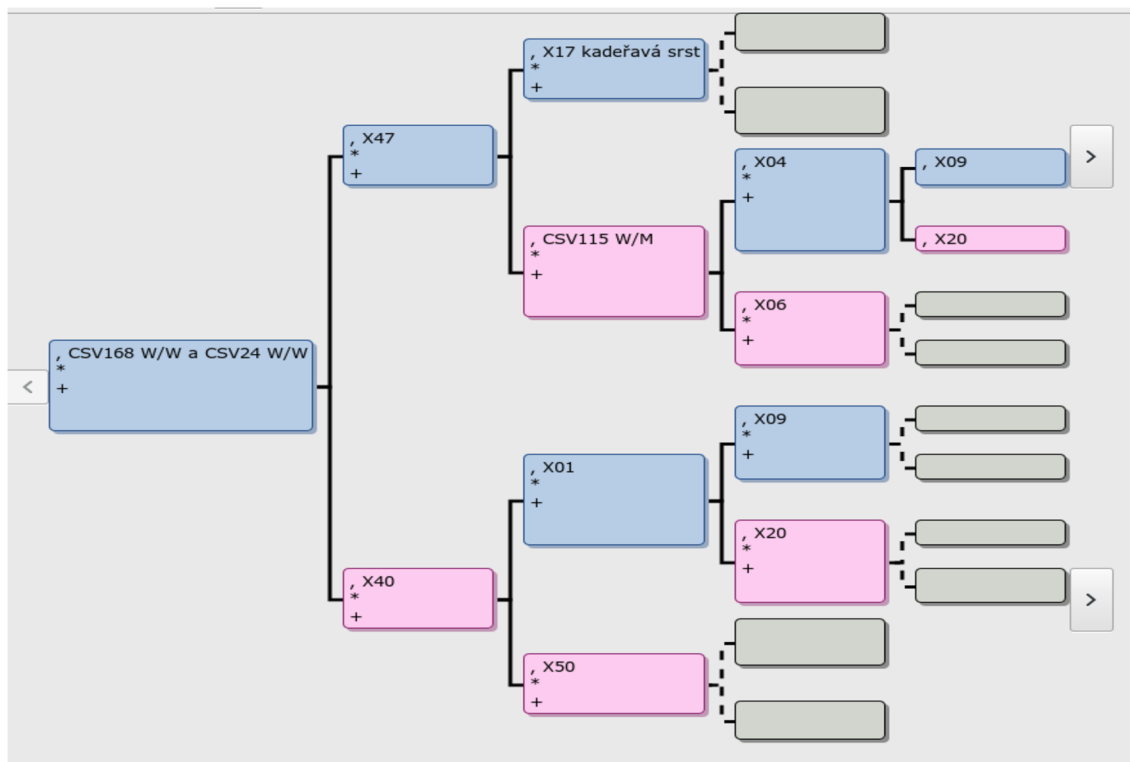 , X17 kadeřavá srst
*
+
, X47
*
+
, X04
*
+
, X09
>
, CSV115 W/M
*
+
, X20
, X06
*
+
, CSV168 W/W a CSV24 W/W
*
+
<
, X09
*
+
, X01
*
+
, X20
*
+
, X40
*
+
>
, X50
*
+